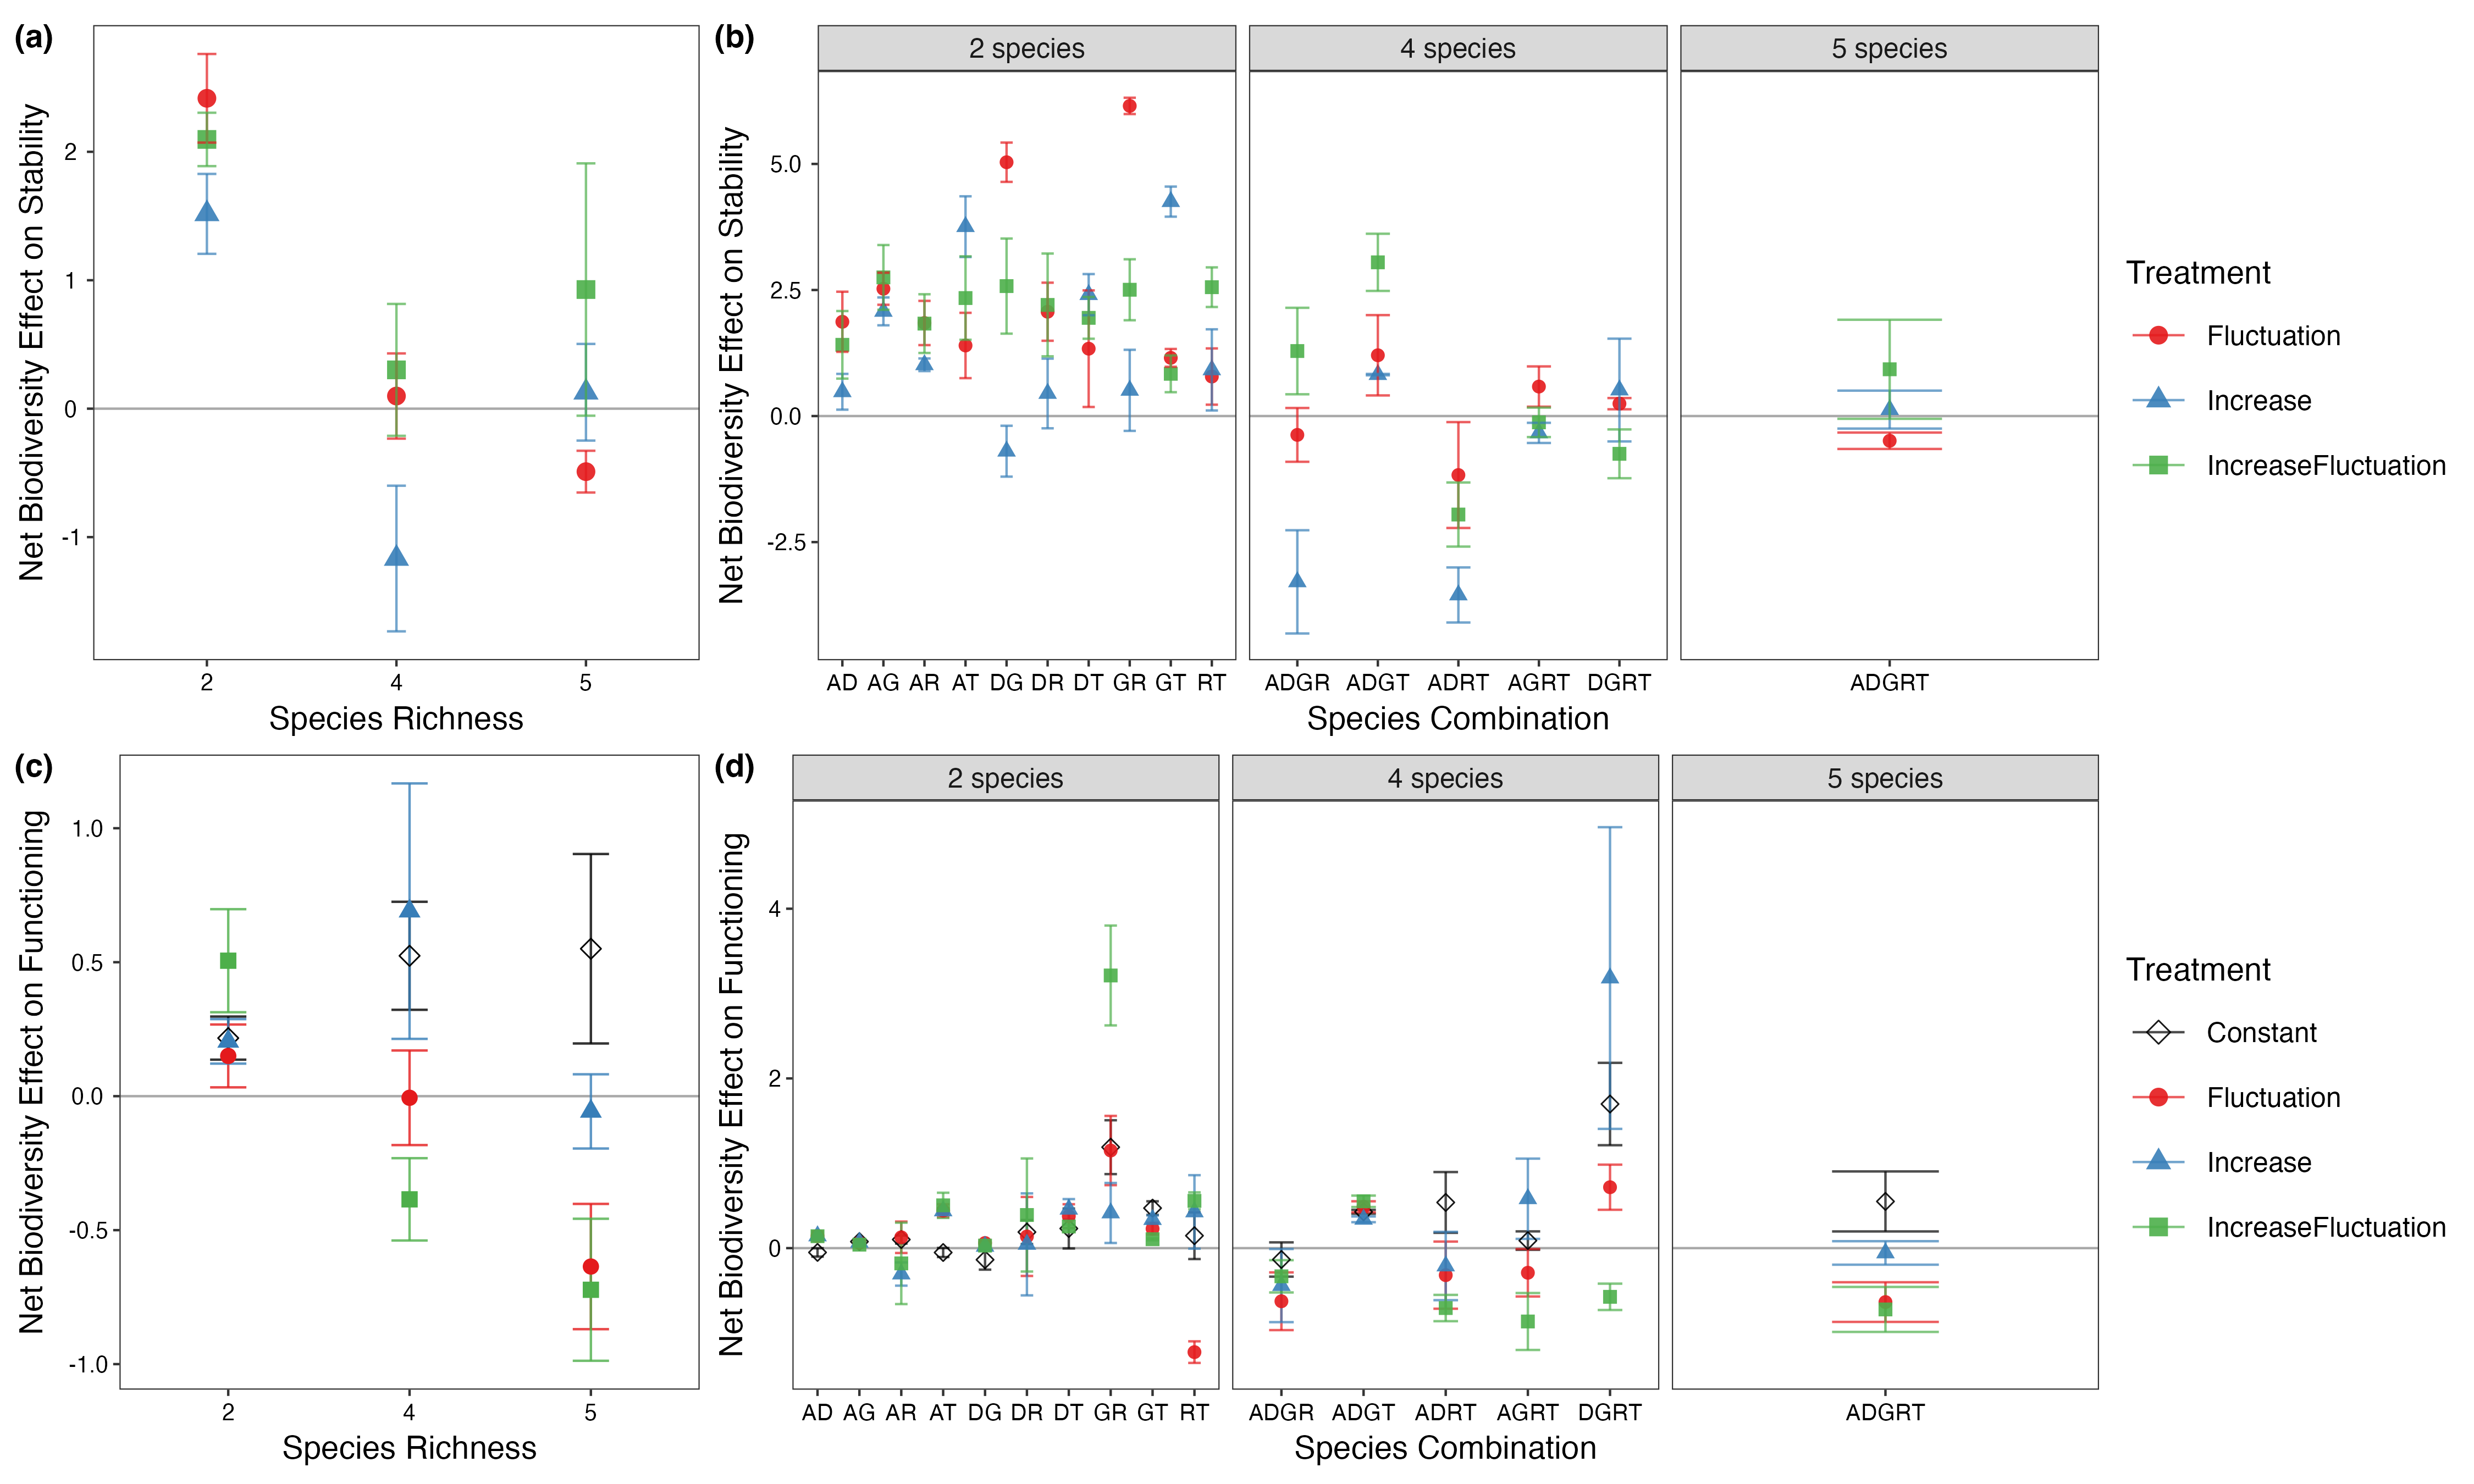 (a)
Net Biodiversity Effect on Stability
2
1
0
-1
2
4
5
Species Richness
(b)
Net Biodiversity Effect on Stability
2 species
4 species
5 species
5.0
2.5
0.0
-2.5
AD AG AR AT DG DR DT GR GT RT
ADGR ADGT ADRT AGRT DGRT
ADGRT
Species Combination
Treatment
Fluctuation
Increase
IncreaseFluctuation
(c)
Net Biodiversity Effect on Functioning
1.0
0.5
0.0
-0.5
-1.0
2
4
5
Species Richness
(d)
Net Biodiversity Effect on Functioning
2 species
4 species
5 species
4
2
0
AD AG AR AT DG DR DT GR GT RT
ADGR ADGT ADRT AGRT DGRT
ADGRT
Species Combination
Treatment
Constant
Fluctuation
Increase
IncreaseFluctuation